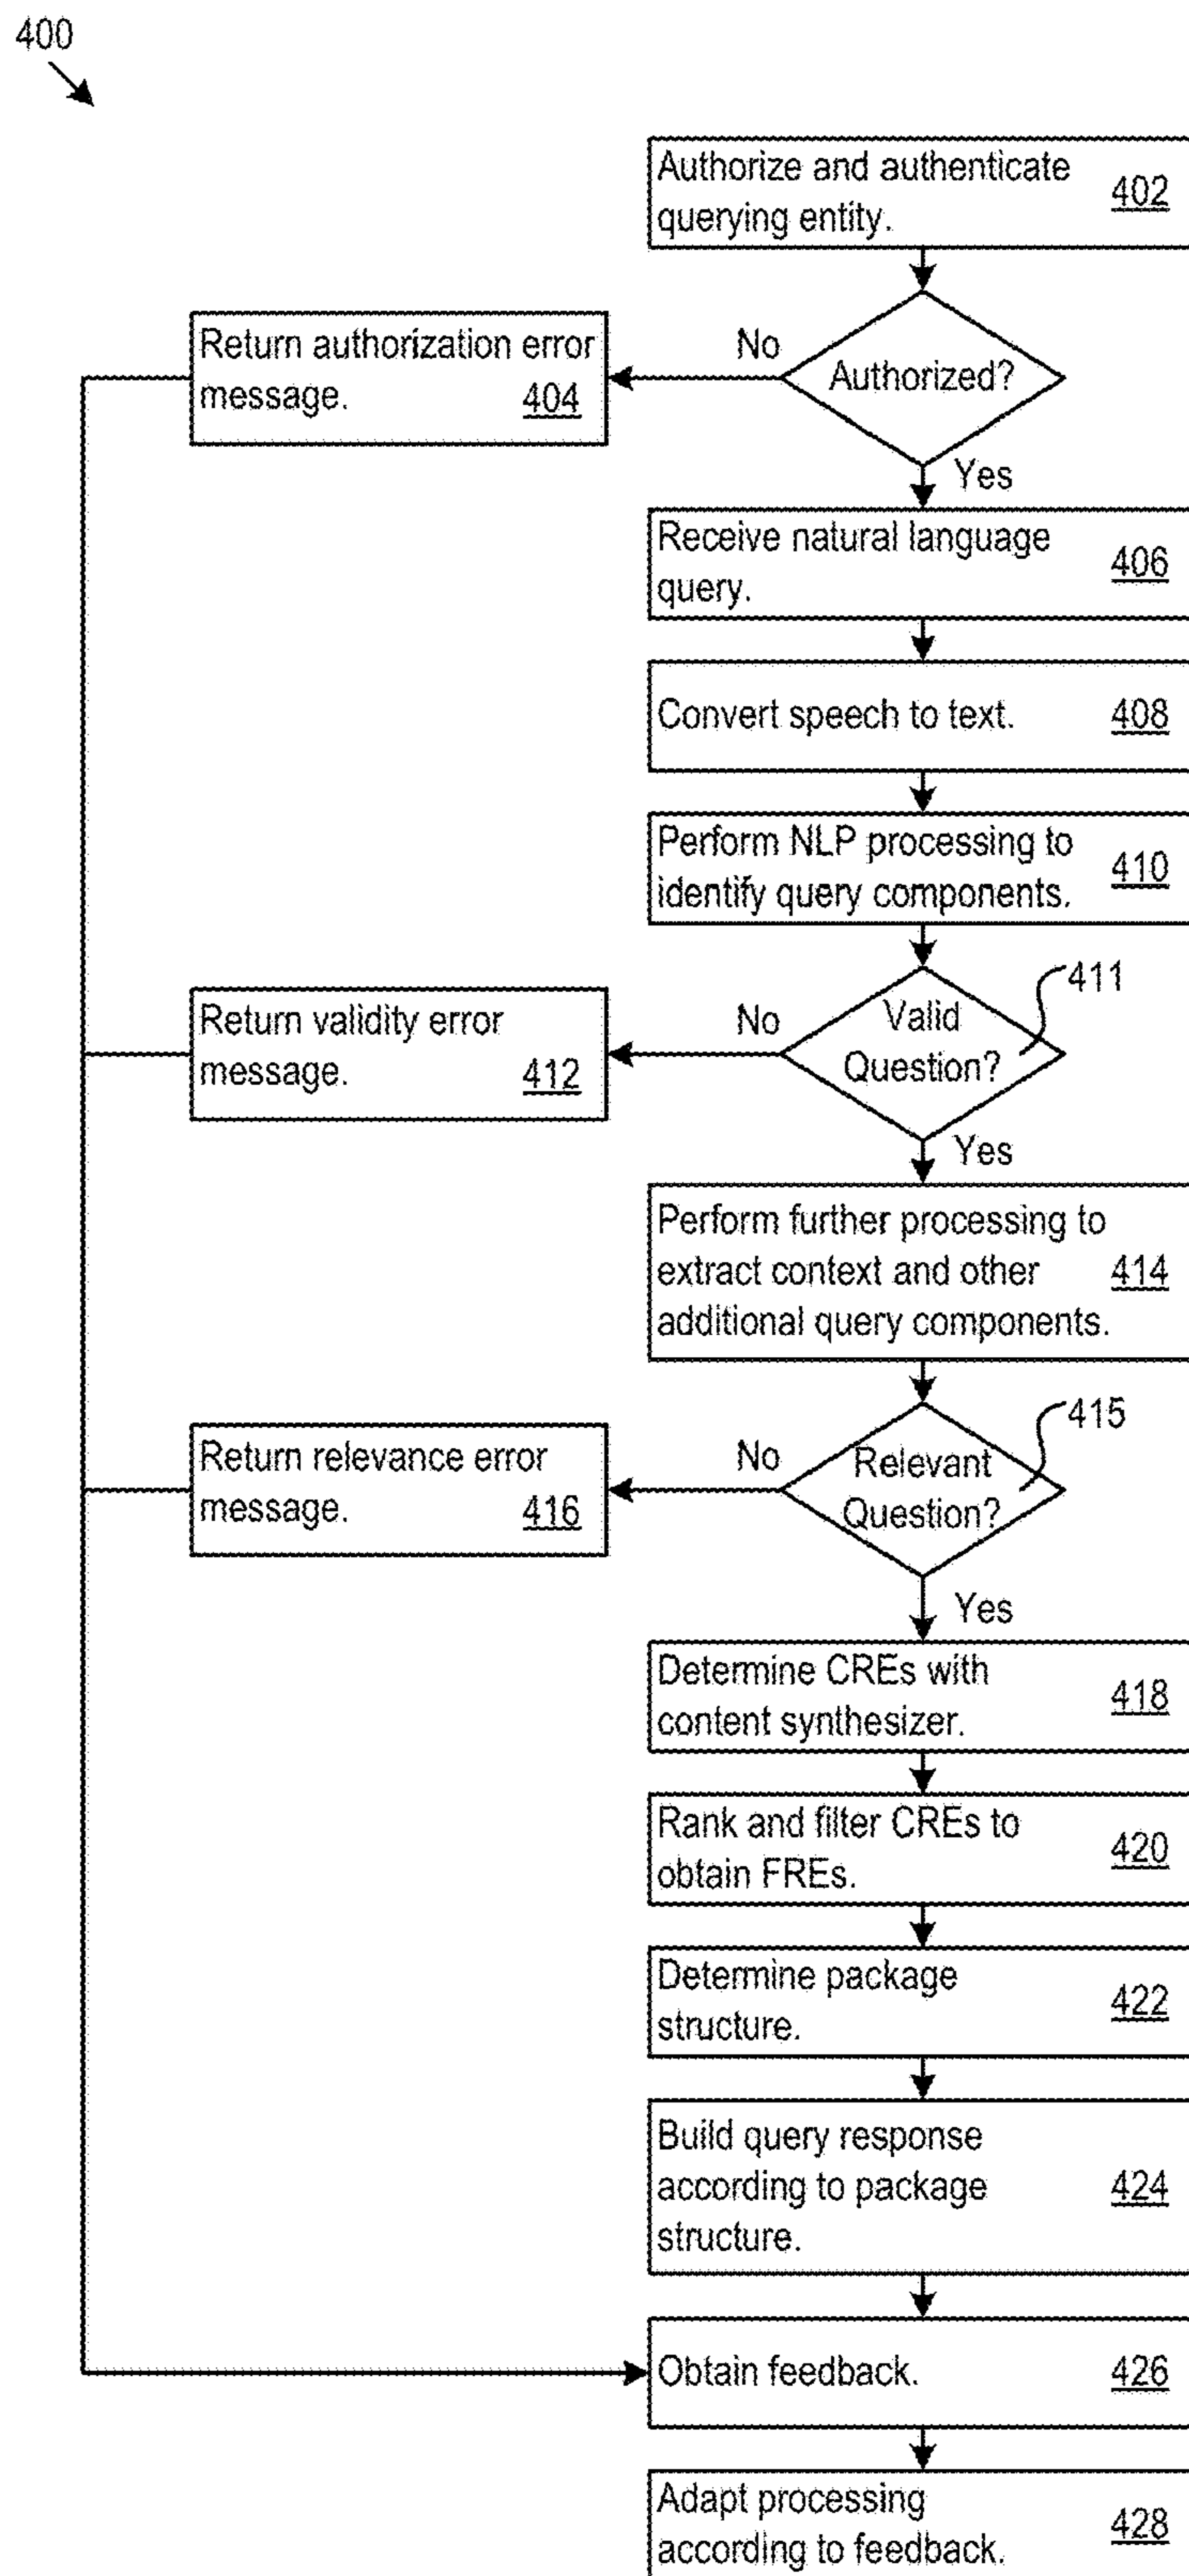 400
Authorize and authenticate
querying entity.
402
Return authorization error
message.
404
No
Authorized?
Yes
Receive natural language
query.
406
Convert speech to text.
408
Perform NLP processing to
identify query components.
410
411
Return validity error
message.
412
No
Valid
Question?
Yes
Perform further processing to
extract context and other
additional query components.
414
415
Return relevance error
message.
416
No
Relevant
Question?
Yes
Determine CREs with
content synthesizer.
418
Rank and filter CREs to
obtain FREs.
420
Determine package
structure.
422
Build query response
according to package
structure.
424
Obtain feedback.
426
Adapt processing
according to feedback.
428